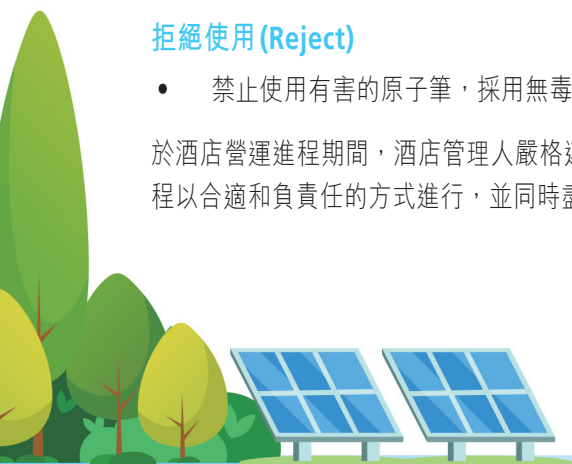 拒絕使用(Reject)
• 禁止使用有害的原子筆，採用無毒
於酒店營運進程期間，酒店管理人嚴格
程以合適和負責任的方式進行，並同時